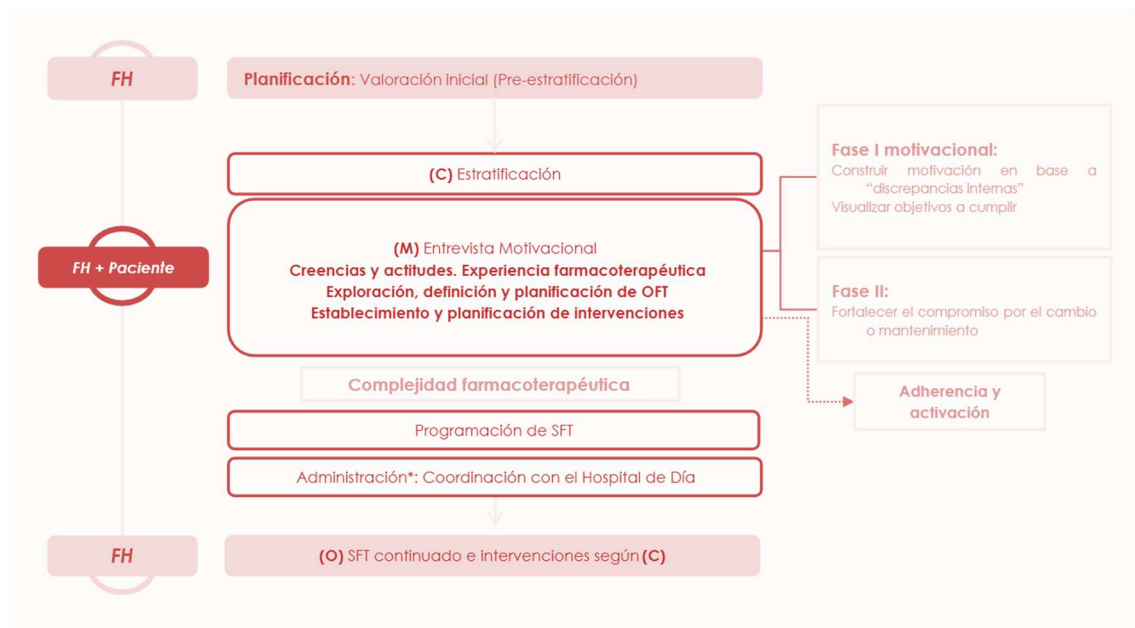 FH
Planificación: Valoración inicial (Pre-estratificación)
(C) Estratificación
FH + Paciente
(M) Entrevista Motivacional
Creencias y actitudes. Experiencia farmacoterapéutica
Exploración, definición y planificación de OFT
Establecimiento y planificación de intervenciones
Fase I motivacional:
Construir motivación en base a
“discrepancias internas”
Visualizar objetivos a cumplir
Fase II:
Fortalecer el compromiso por el cambio
o mantenimiento
Adherencia y
activación
Complejidad farmacoterapéutica
Programación de SFT
Administración*: Coordinación con el Hospital de Día
FH
(O) SFT continuado e intervenciones según (C)